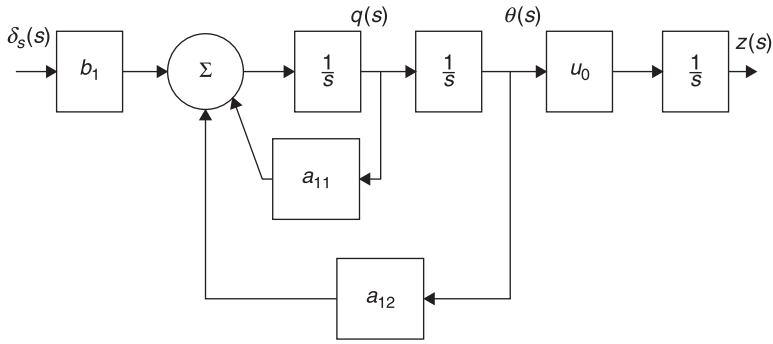 δₛ(s)
b₁
Σ
1/s
q(s)
1/s
θ(s)
u₀
1/s
z(s)
a₁₁
a₁₂